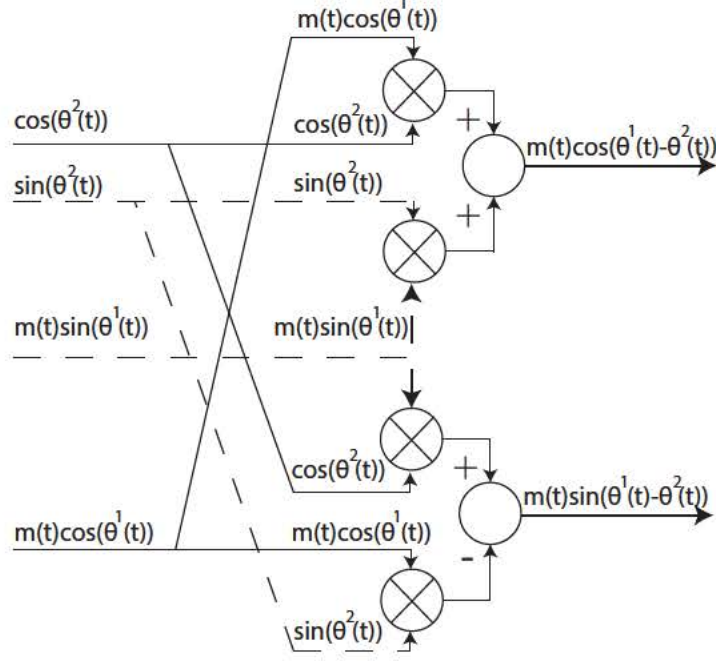 m(t)cos(θ¹(t))
cos(θ²(t))
cos(θ²(t))
+
m(t)cos(θ¹(t)-θ²(t))
sin(θ²(t))
sin(θ²(t))
+
m(t)sin(θ¹(t))
m(t)sin(θ¹(t))
cos(θ²(t))
+
m(t)sin(θ¹(t)-θ²(t))
m(t)cos(θ¹(t))
m(t)cos(θ¹(t))
-
sin(θ²(t))